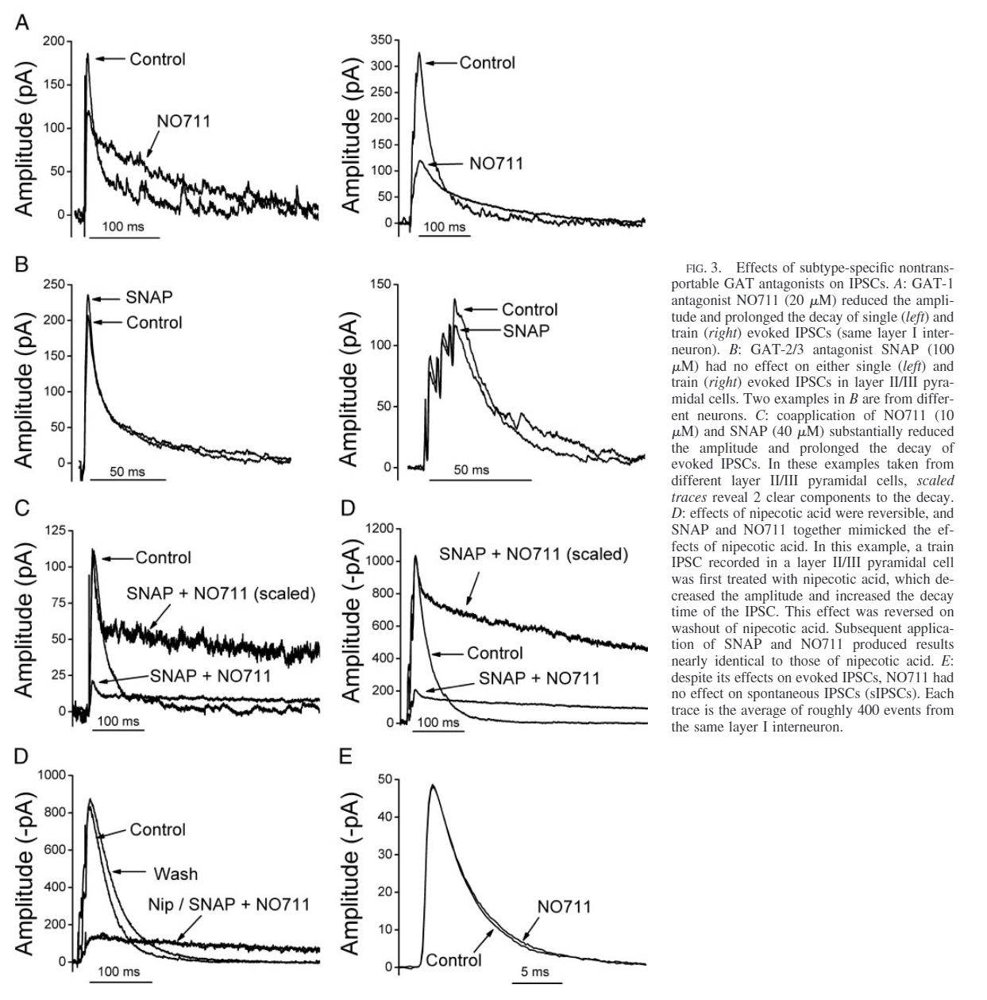 A
200
150
100
50
0
Amplitude (pA)
Control
NO711
100 ms
350
300
250
200
150
100
50
0
Amplitude (pA)
Control
NO711
100 ms
B
250
200
150
100
50
0
Amplitude (pA)
SNAP
Control
50 ms
150
100
50
0
Amplitude (pA)
Control
SNAP
50 ms
C
125
100
75
50
25
0
Amplitude (pA)
Control
SNAP + NO711 (scaled)
SNAP + NO711
100 ms
D
1200
1000
800
600
400
200
0
Amplitude (-pA)
SNAP + NO711 (scaled)
Control
SNAP + NO711
100 ms
D
1000
800
600
400
200
0
Amplitude (-pA)
Control
Wash
Nip / SNAP + NO711
100 ms
E
50
40
30
20
10
0
Amplitude (-pA)
NO711
Control
5 ms
FIG. 3. Effects of subtype-specific nontrans-
portable GAT antagonists on IPSCs. A: GAT-1
antagonist NO711 (20 μM) reduced the ampli-
tude and prolonged the decay of single (left) and
train (right) evoked IPSCs (same layer I inter-
neuron). B: GAT-2/3 antagonist SNAP (100
μM) had no effect on either single (left) and
train (right) evoked IPSCs in layer II/III pyra-
midal cells. Two examples in B are from differ-
ent neurons. C: coapplication of NO711 (10
μM) and SNAP (40 μM) substantially reduced
the amplitude and prolonged the decay of
evoked IPSCs. In these examples taken from
different layer II/III pyramidal cells, scaled
traces reveal 2 clear components to the decay.
D: effects of nipecotic acid were reversible, and
SNAP and NO711 together mimicked the ef-
fects of nipecotic acid. In this example, a train
IPSC recorded in a layer II/III pyramidal cell
was first treated with nipecotic acid, which de-
creased the amplitude and increased the decay
time of the IPSC. This effect was reversed on
washout of nipecotic acid. Subsequent applica-
tion of SNAP and NO711 produced results
nearly identical to those of nipecotic acid. E:
despite its effects on evoked IPSCs, NO711 had
no effect on spontaneous IPSCs (sIPSCs). Each
trace is the average of roughly 400 events from
the same layer I interneuron.